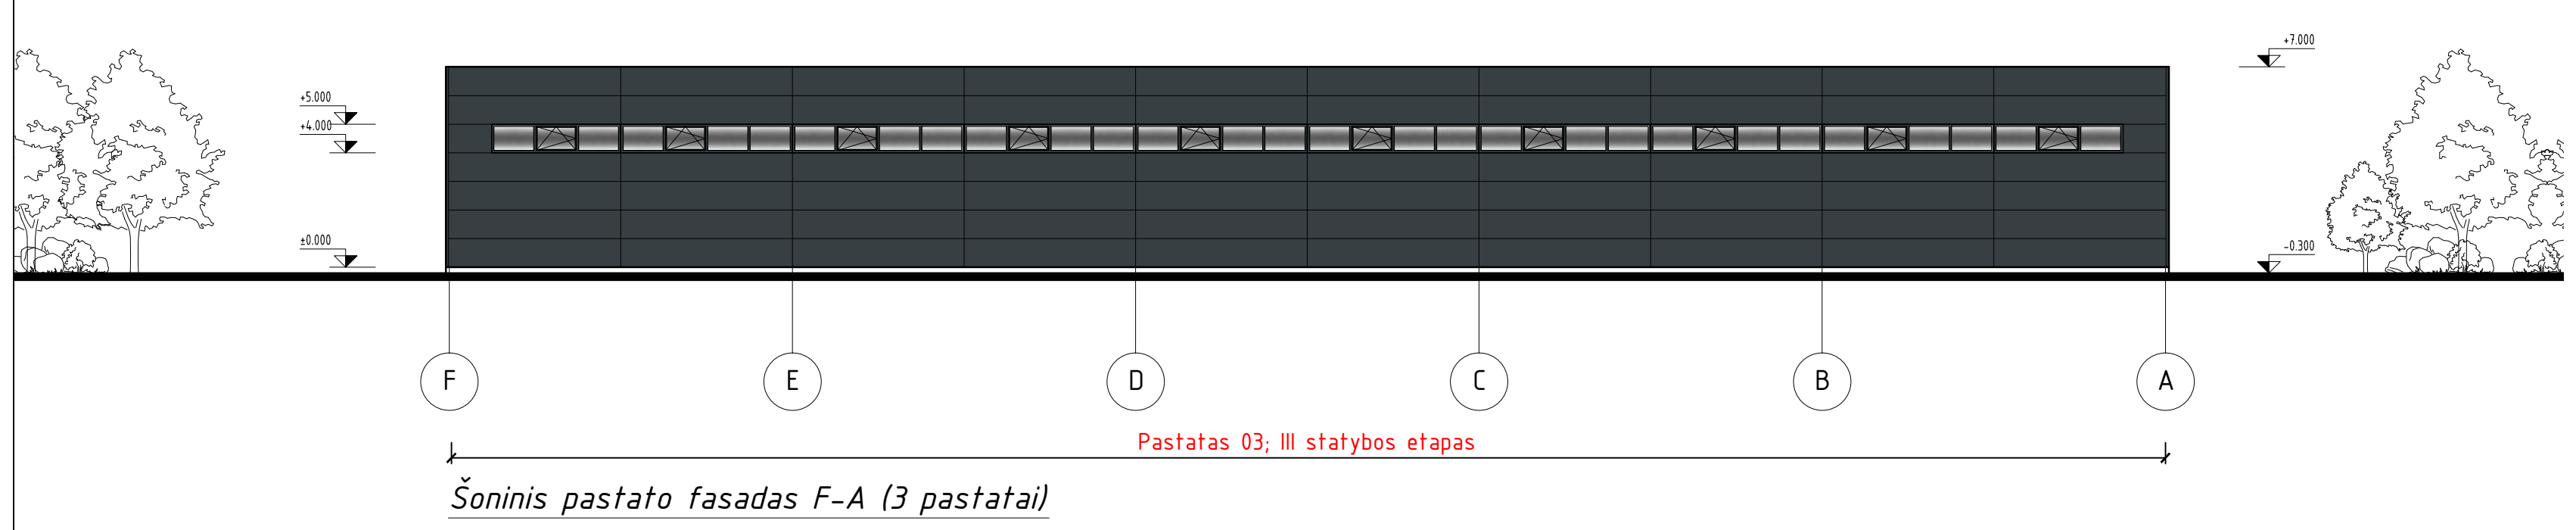 +7.000
+5.000
+4.000
±0.000
-0.300
F E D C B A
Pastatas 03; III statybos etapas
Šoninis pastato fasadas F-A (3 pastatai)